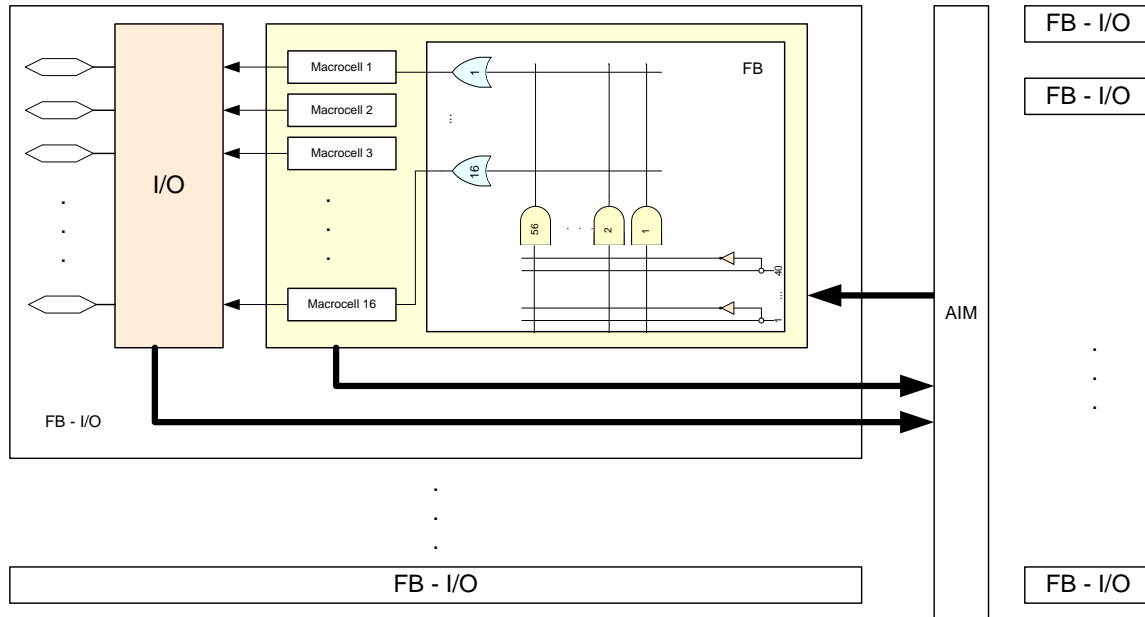 FB - I/O
FB - I/O
Macrocell 1
1
FB
Macrocell 2
...
Macrocell 3
16
I/O
56 . . . 2 1
40
...
Macrocell 16
1
AIM
FB - I/O
FB - I/O
FB - I/O